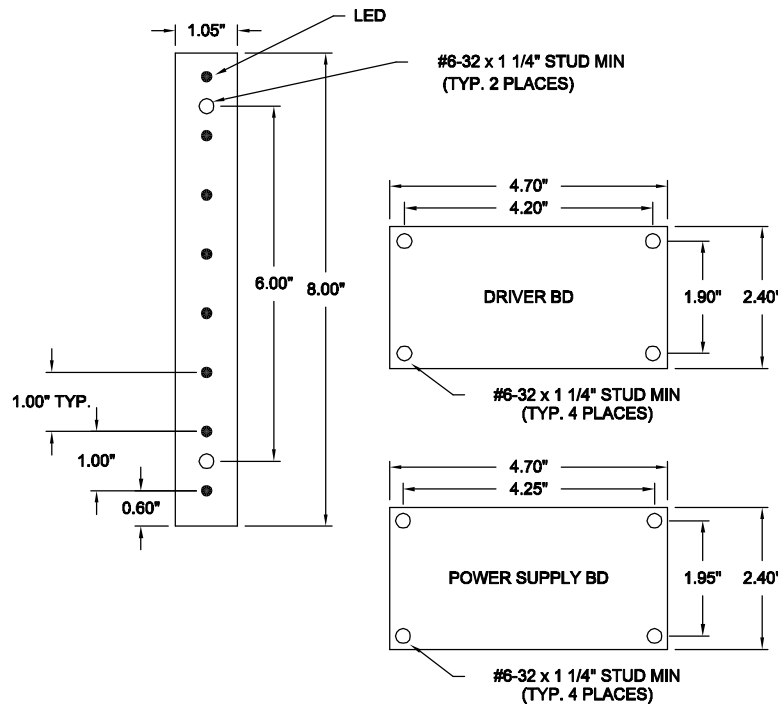 1.05"
LED
#6-32 x 1 1/4" STUD MIN
(TYP. 2 PLACES)
6.00"
8.00"
1.00" TYP.
1.00"
0.60"
4.70"
4.20"
DRIVER BD
1.90"
2.40"
#6-32 x 1 1/4" STUD MIN
(TYP. 4 PLACES)
4.70"
4.25"
POWER SUPPLY BD
1.95"
2.40"
#6-32 x 1 1/4" STUD MIN
(TYP. 4 PLACES)